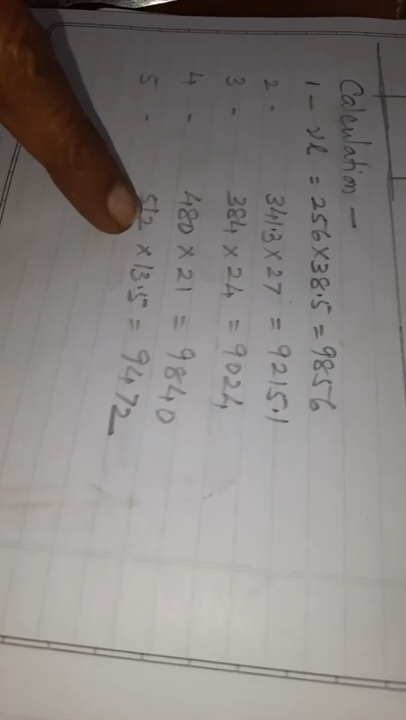 Calculation -
1 - νl = 256 x 38.5 = 9856
2 - 341.3 x 27 = 9215.1
3 - 384 x 24 = 9024
4 - 480 x 21 = 9840
5 - 512 x 13.5 = 9472